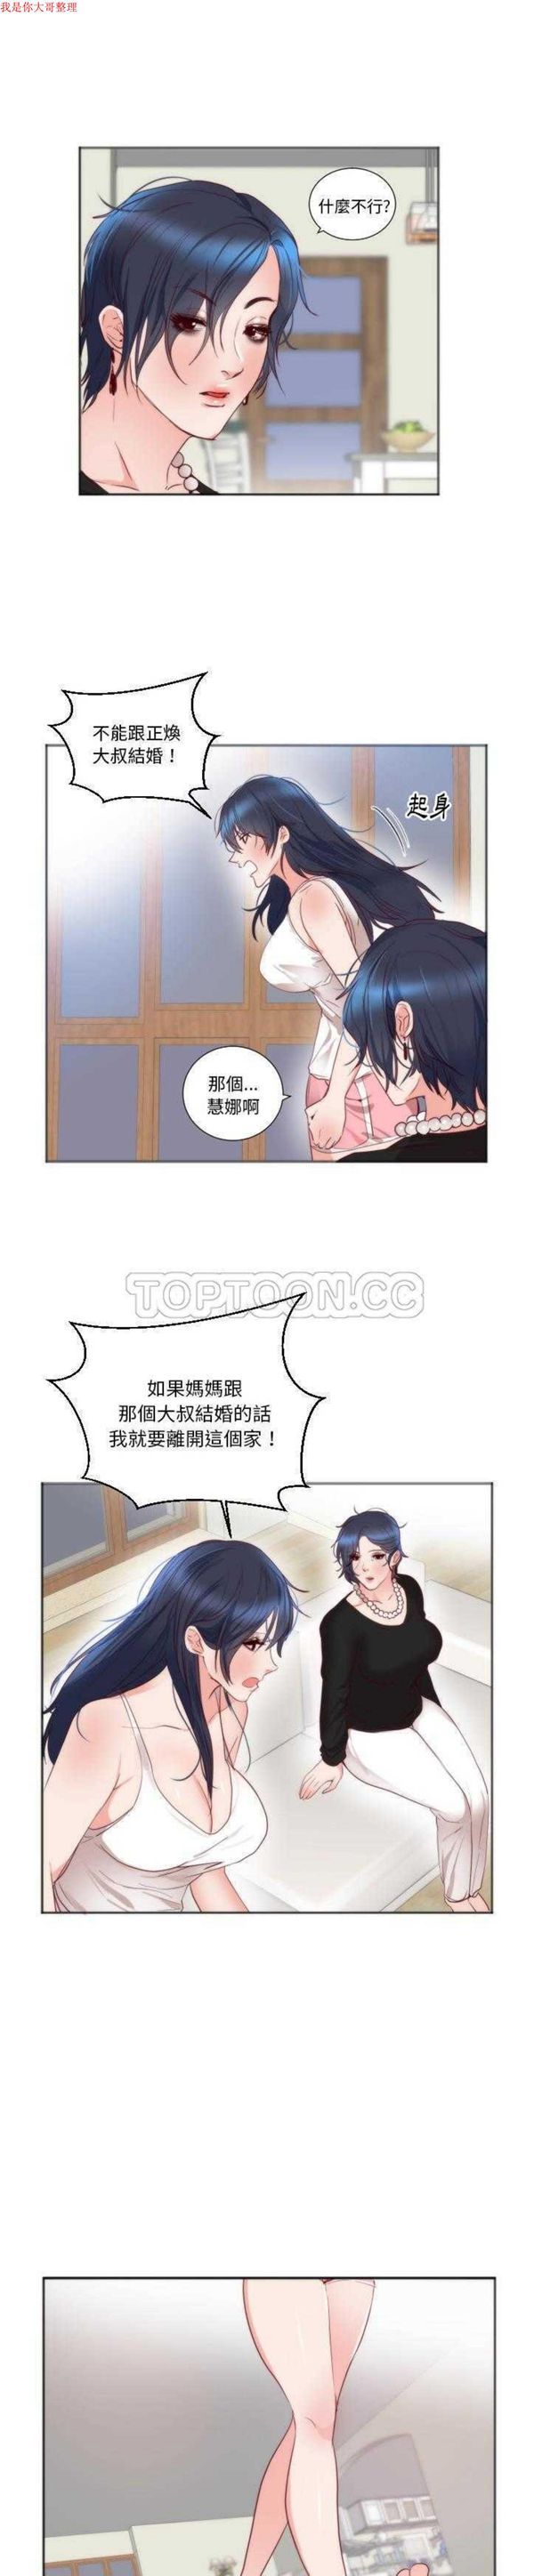 我是你大哥整理
什麼不行?
不能跟正煥
大叔結婚！
起身
那個...
慧娜啊
TOPTOON.CC
如果媽媽跟
那個大叔結婚的話
我就要離開這個家！